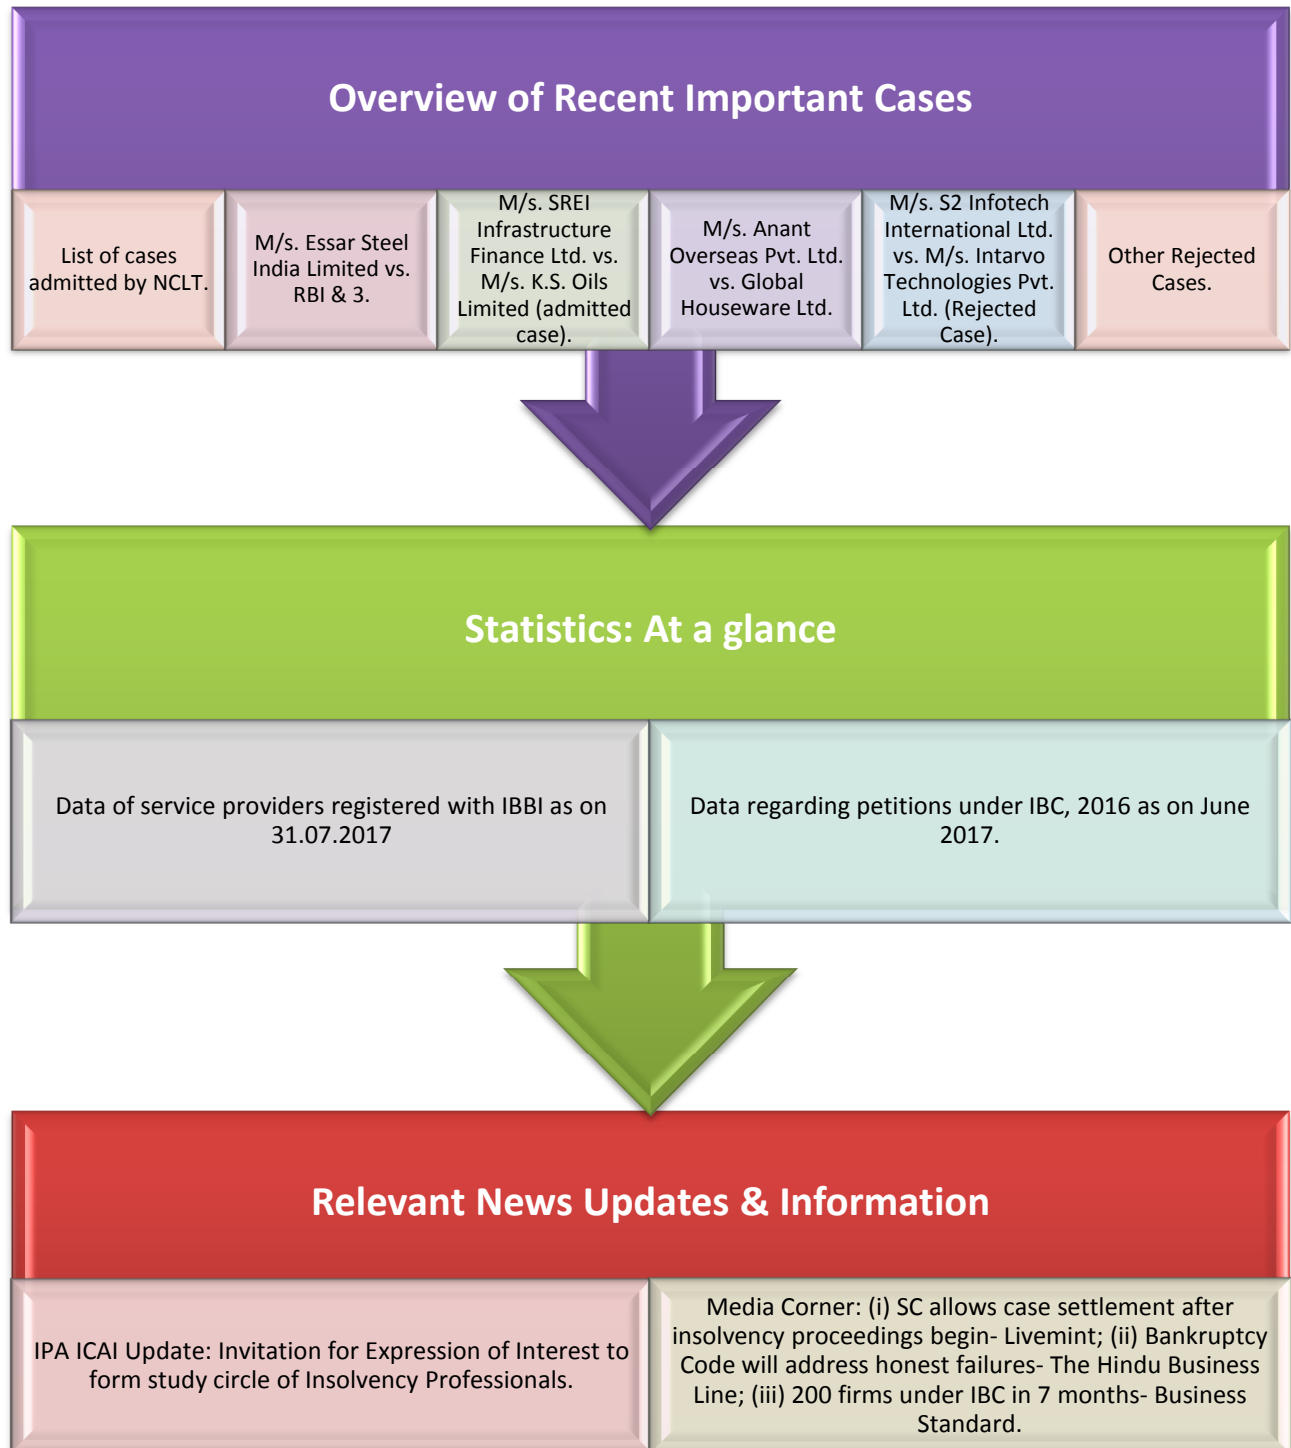 Overview of Recent Important Cases
List of cases
admitted by NCLT.
M/s. Essar Steel
India Limited vs.
RBI & 3.
M/s. SREI
Infrastructure
Finance Ltd. vs.
M/s. K.S. Oils
Limited (admitted
case).
M/s. Anant
Overseas Pvt. Ltd.
vs. Global
Houseware Ltd.
M/s. S2 Infotech
International Ltd.
vs. M/s. Intarvo
Technologies Pvt.
Ltd. (Rejected
Case).
Other Rejected
Cases.
Statistics: At a glance
Data of service providers registered with IBBI as on
31.07.2017
Data regarding petitions under IBC, 2016 as on June
2017.
Relevant News Updates & Information
IPA ICAI Update: Invitation for Expression of Interest to
form study circle of Insolvency Professionals.
Media Corner: (i) SC allows case settlement after
insolvency proceedings begin- Livemint; (ii) Bankruptcy
Code will address honest failures- The Hindu Business
Line; (iii) 200 firms under IBC in 7 months- Business
Standard.